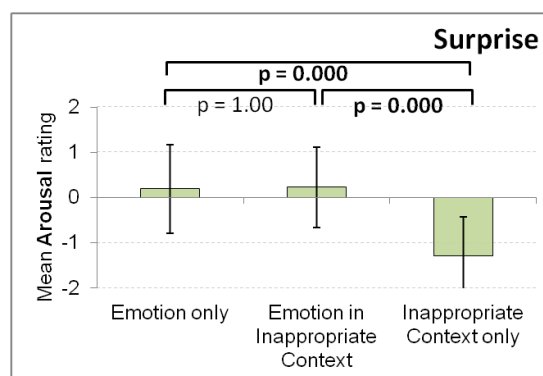 Surprise
p = 0.000
p = 1.00
p = 0.000
Mean Arousal rating
2
1
0
-1
-2
Emotion only
Emotion in
Inappropriate
Context
Inappropriate
Context only